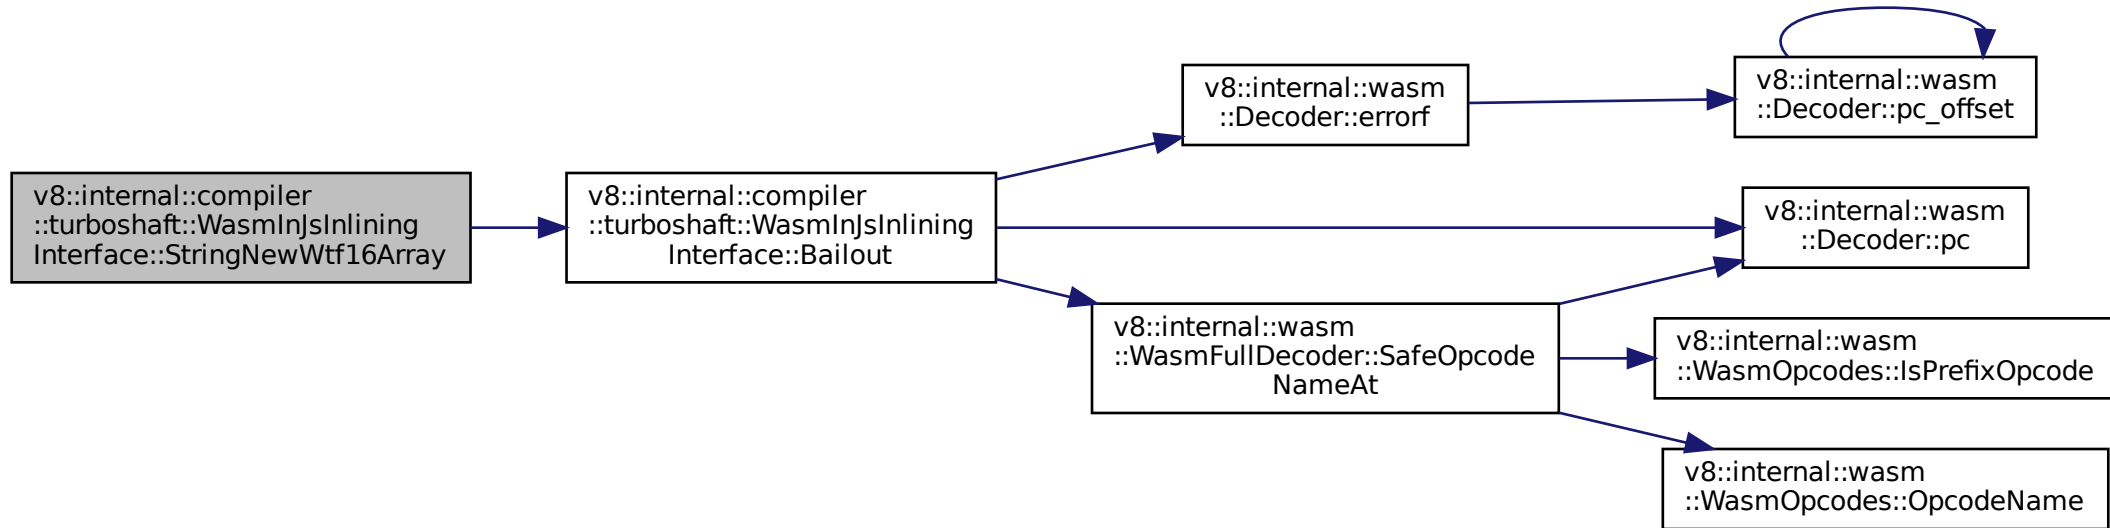 v8::internal::compiler
::turboshaft::WasmInJsInlining
Interface::StringNewWtf16Array
v8::internal::compiler
::turboshaft::WasmInJsInlining
Interface::Bailout
v8::internal::wasm
::Decoder::errorf
v8::internal::wasm
::Decoder::pc_offset
v8::internal::wasm
::Decoder::pc
v8::internal::wasm
::WasmFullDecoder::SafeOpcode
NameAt
v8::internal::wasm
::WasmOpcodes::IsPrefixOpcode
v8::internal::wasm
::WasmOpcodes::OpcodeName